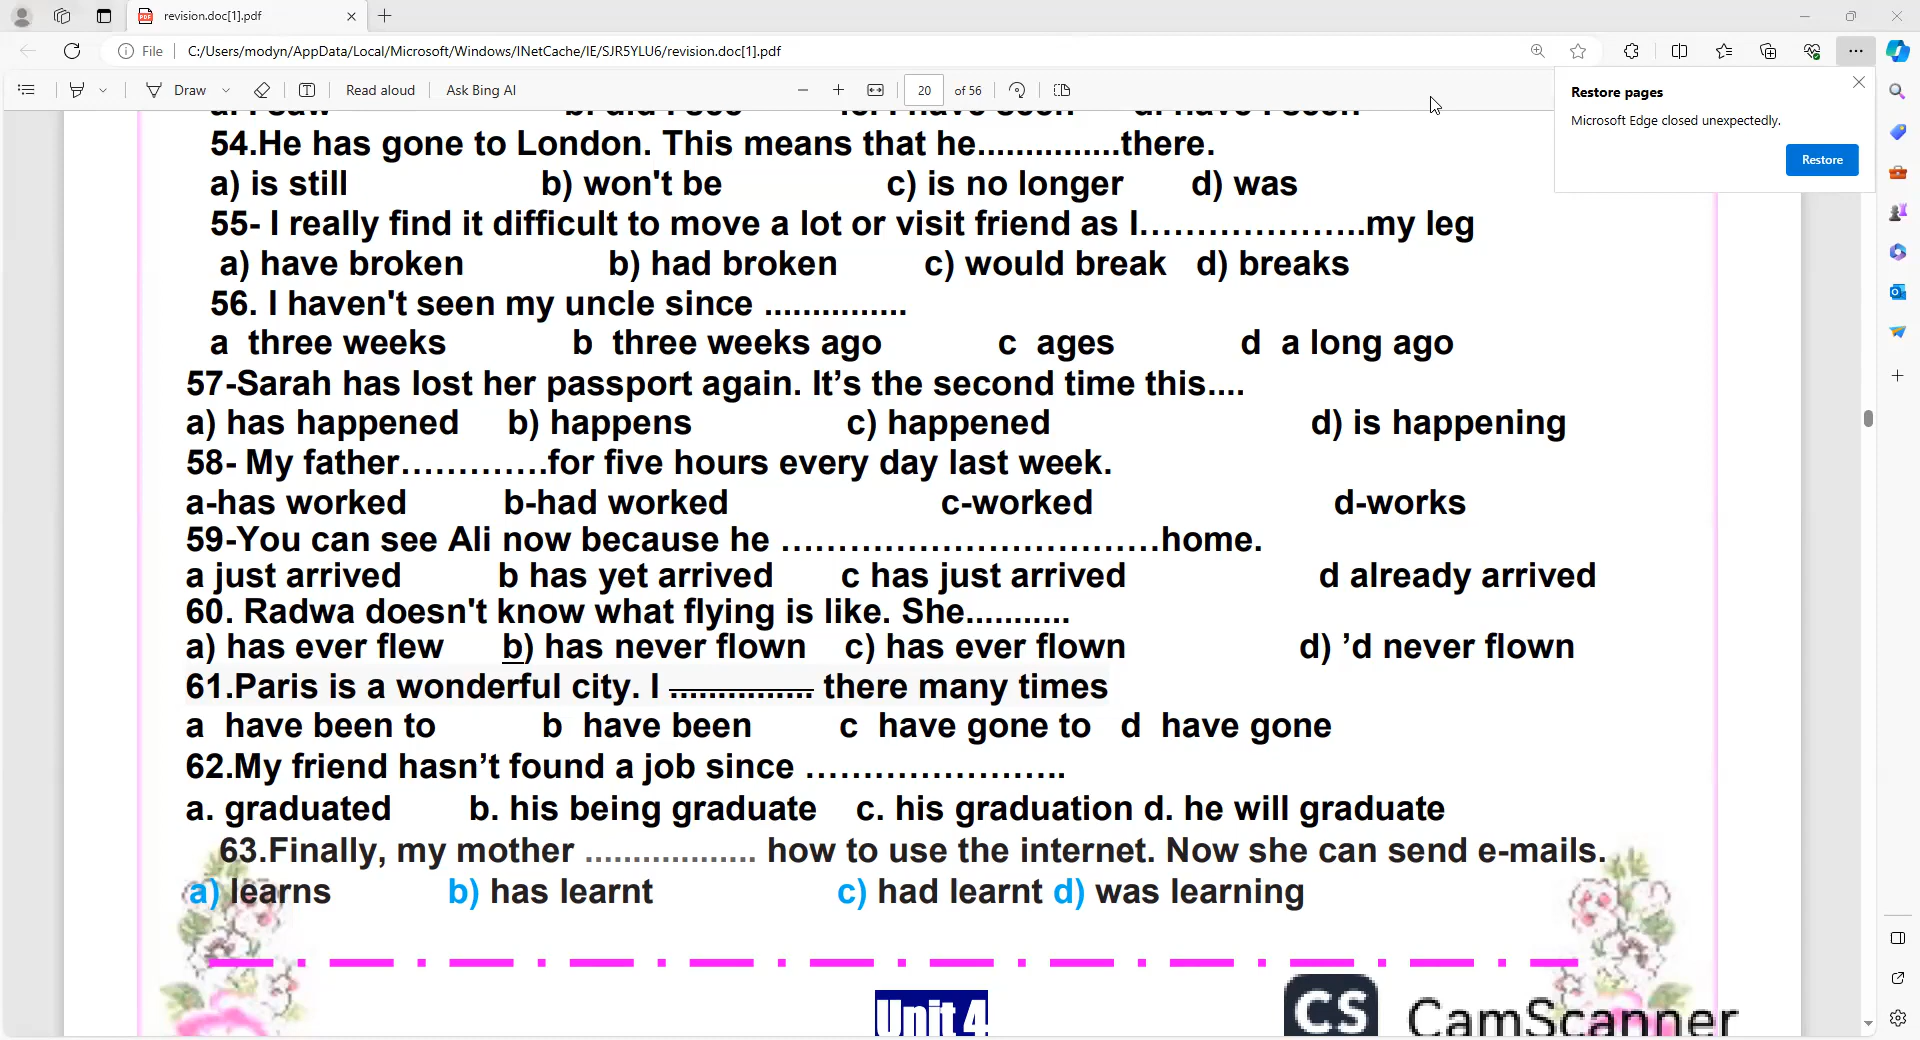 revision.doc[1].pdf
File
C:/Users/modyn/AppData/Local/Microsoft/Windows/INetCache/IE/SJR5YLU6/revision.doc[1].pdf
Draw
Read aloud
Ask Bing AI
20 of 56
Restore pages
Microsoft Edge closed unexpectedly.
Restore
54.He has gone to London. This means that he...............there.
a) is still b) won't be c) is no longer d) was
55- I really find it difficult to move a lot or visit friend as I…………………..my leg
a) have broken b) had broken c) would break d) breaks
56. I haven't seen my uncle since ...............
a three weeks b three weeks ago c ages d a long ago
57-Sarah has lost her passport again. It’s the second time this....
a) has happened b) happens c) happened d) is happening
58- My father………….for five hours every day last week.
a-has worked b-had worked c-worked d-works
59-You can see Ali now because he …………………………….home.
a just arrived b has yet arrived c has just arrived d already arrived
60. Radwa doesn't know what flying is like. She...........
a) has ever flew b) has never flown c) has ever flown d) ’d never flown
61.Paris is a wonderful city. I ............... there many times
a have been to b have been c have gone to d have gone
62.My friend hasn’t found a job since …………………..
a. graduated b. his being graduate c. his graduation d. he will graduate
63.Finally, my mother .................. how to use the internet. Now she can send e-mails.
a) learns b) has learnt c) had learnt d) was learning
Unit 4
CS CamScanner